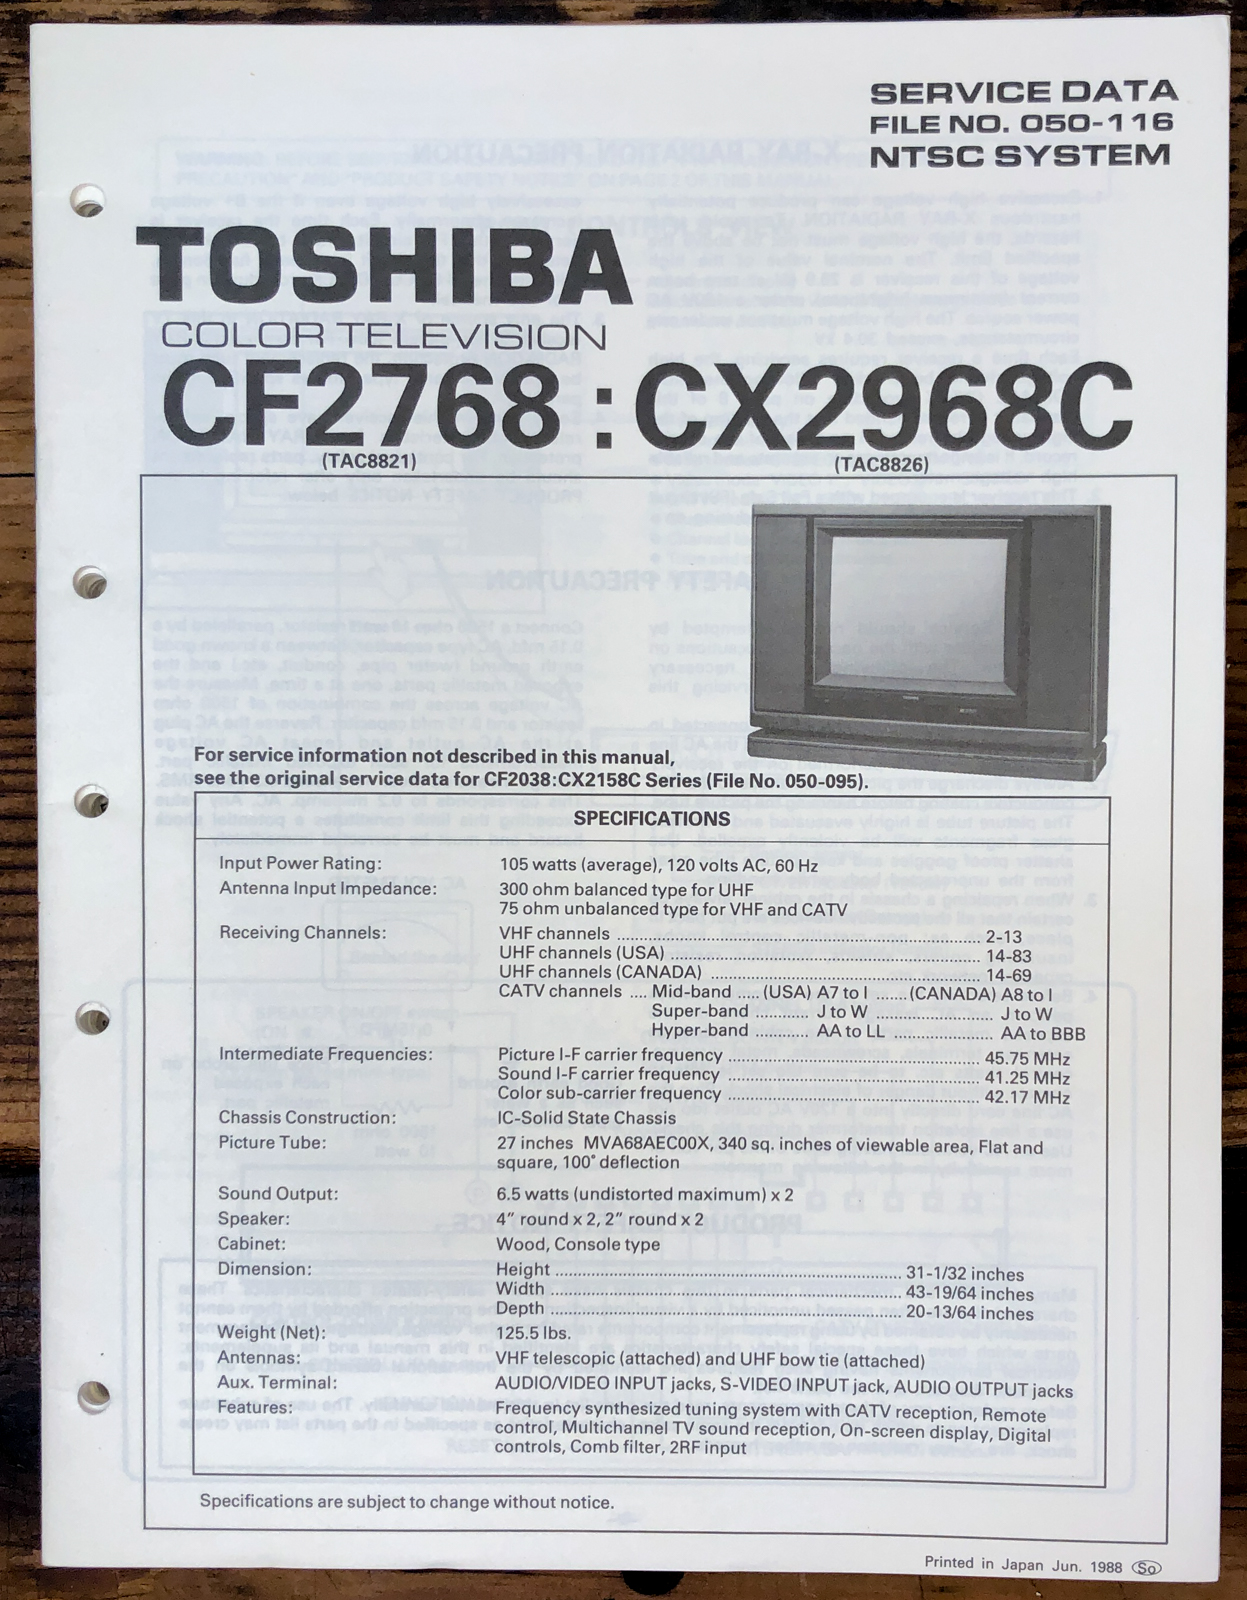 SERVICE DATA
FILE NO. 050-116
NTSC SYSTEM
TOSHIBA
COLOR TELEVISION
CF2768 : CX2968C
(TAC8821) (TAC8826)
For service information not described in this manual,
see the original service data for CF2038:CX2158C Series (File No. 050-095).
SPECIFICATIONS
Input Power Rating: 105 watts (average), 120 volts AC, 60 Hz
Antenna Input Impedance: 300 ohm balanced type for UHF
75 ohm unbalanced type for VHF and CATV
Receiving Channels: VHF channels ........ 2-13
UHF channels (USA) ........ 14-83
UHF channels (CANADA) ........ 14-69
CATV channels .... Mid-band ..... (USA) A7 to I ....... (CANADA) A8 to I
Super-band ........... J to W ........ J to W
Hyper-band ........... AA to LL ........ AA to BBB
Intermediate Frequencies: Picture I-F carrier frequency ........ 45.75 MHz
Sound I-F carrier frequency ........ 41.25 MHz
Color sub-carrier frequency ........ 42.17 MHz
Chassis Construction: IC-Solid State Chassis
Picture Tube: 27 inches MVA68AEC00X, 340 sq. inches of viewable area, Flat and
square, 100° deflection
Sound Output: 6.5 watts (undistorted maximum) x 2
Speaker: 4" round x 2, 2" round x 2
Cabinet: Wood, Console type
Dimension: Height ........ 31-1/32 inches
Width ........ 43-19/64 inches
Depth ........ 20-13/64 inches
Weight (Net): 125.5 lbs.
Antennas: VHF telescopic (attached) and UHF bow tie (attached)
Aux. Terminal: AUDIO/VIDEO INPUT jacks, S-VIDEO INPUT jack, AUDIO OUTPUT jacks
Features: Frequency synthesized tuning system with CATV reception, Remote
control, Multichannel TV sound reception, On-screen display, Digital
controls, Comb filter, 2RF input
Specifications are subject to change without notice.
Printed in Japan Jun. 1988 So